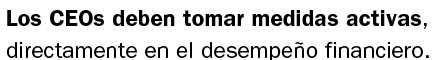 Los CEOs deben tomar medidas activas,
directamente en el desempeño financiero.